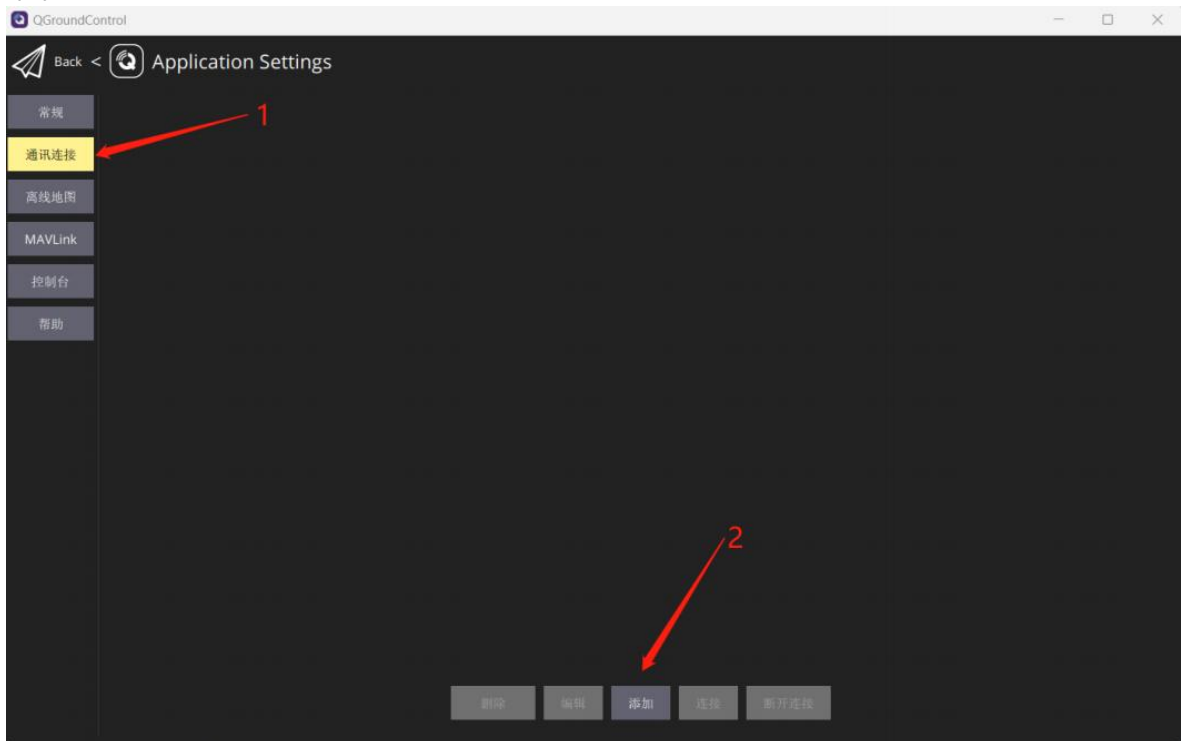 QGroundControl
Back < Application Settings
常规
1
通讯连接
离线地图
MAVLink
控制台
帮助
2
删除 编辑 添加 连接 断开连接